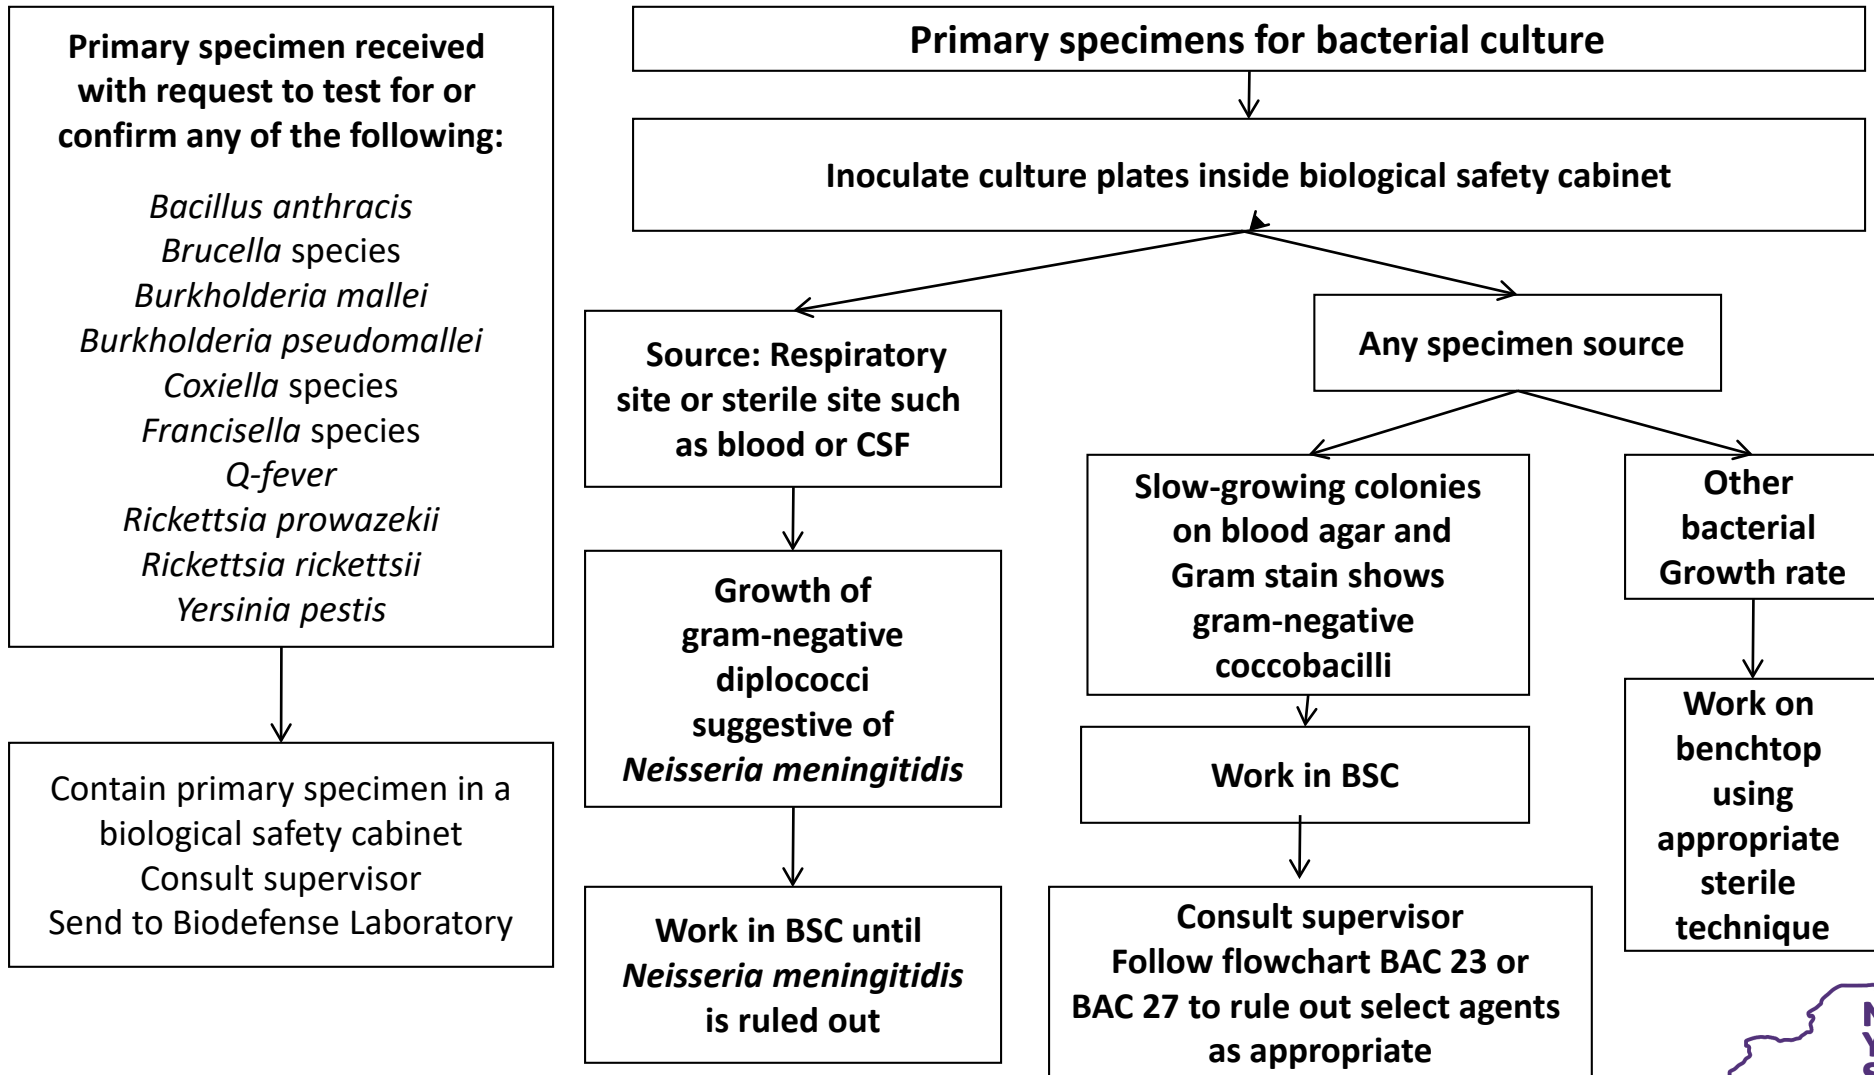 Primary specimen received
with request to test for or
confirm any of the following:
Bacillus anthracis
Brucella species
Burkholderia mallei
Burkholderia pseudomallei
Coxiella species
Francisella species
Q-fever
Rickettsia prowazekii
Rickettsia rickettsii
Yersinia pestis
Contain primary specimen in a
biological safety cabinet
Consult supervisor
Send to Biodefense Laboratory
Primary specimens for bacterial culture
Inoculate culture plates inside biological safety cabinet
Source: Respiratory
site or sterile site such
as blood or CSF
Growth of
gram-negative
diplococci
suggestive of
Neisseria meningitidis
Work in BSC until
Neisseria meningitidis
is ruled out
Any specimen source
Slow-growing colonies
on blood agar and
Gram stain shows
gram-negative
coccobacilli
Work in BSC
Consult supervisor
Follow flowchart BAC 23 or
BAC 27 to rule out select agents
as appropriate
Other
bacterial
Growth rate
Work on
benchtop
using
appropriate
sterile
technique